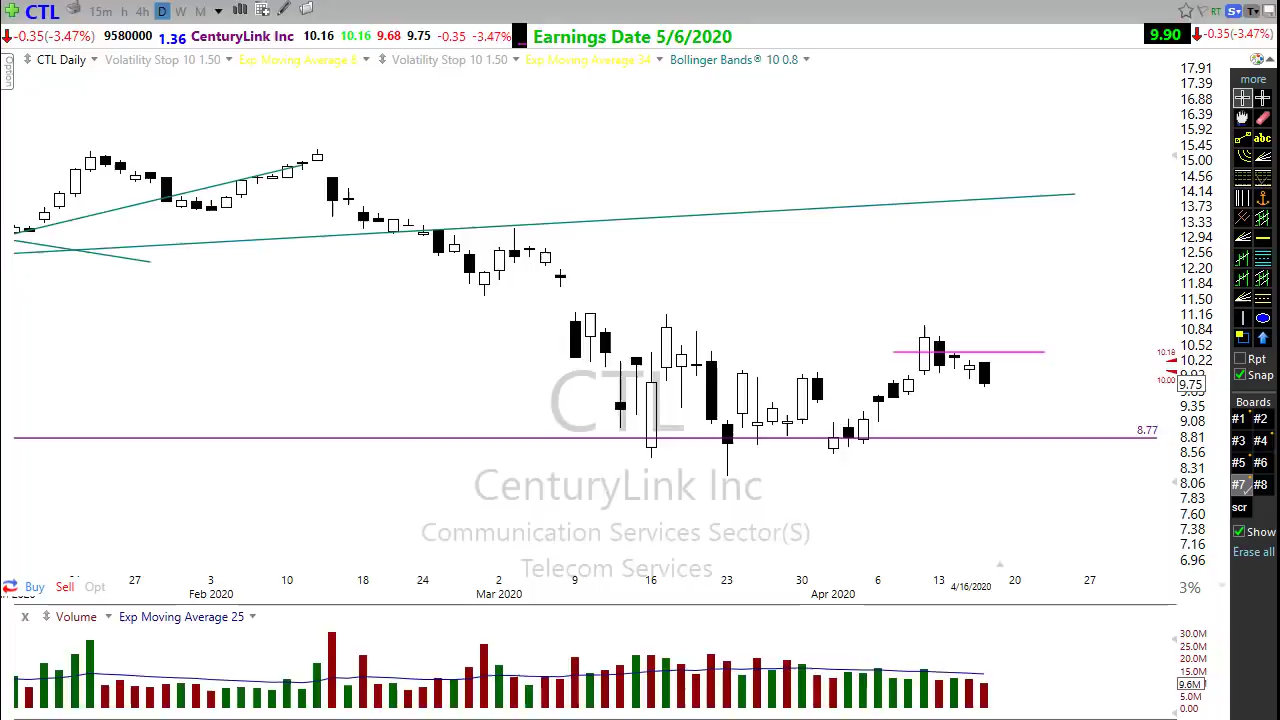 CTL 15m h 4h D W M RT S T
-0.35(-3.47%) 9580000 1.36 CenturyLink Inc 10.16 10.16 9.68 9.75 -0.35 -3.47% Earnings Date 5/6/2020 9.90 -0.35(-3.47%)
Option
CTL Daily Volatility Stop 10 1.50 Exp Moving Average 8 Volatility Stop 10 1.50 Exp Moving Average 34 Bollinger Bands® 10 0.8
17.91
17.39
16.88
16.39
15.92
15.45
15.00
14.56
14.14
13.73
13.33
12.94
12.56
12.20
11.84
11.50
11.16
10.84
10.52
10.18
10.22
10.00
9.75
9.35
9.08
8.77
8.81
8.56
8.31
8.06
7.83
7.60
7.38
7.16
6.96
CTL
CenturyLink Inc
Communication Services Sector(S)
Telecom Services
27 3 10 18 24 2 9 16 23 30 6 13 20 27
Feb 2020 Mar 2020 Apr 2020 4/16/2020
Buy Sell Opt
3%
X Volume Exp Moving Average 25
30.0M
25.0M
20.0M
15.0M
9.6M
5.0M
0.00
more
abc
Rpt
Snap
Boards
#1 #2
#3 #4
#5 #6
#7 #8
scr
Show
Erase all